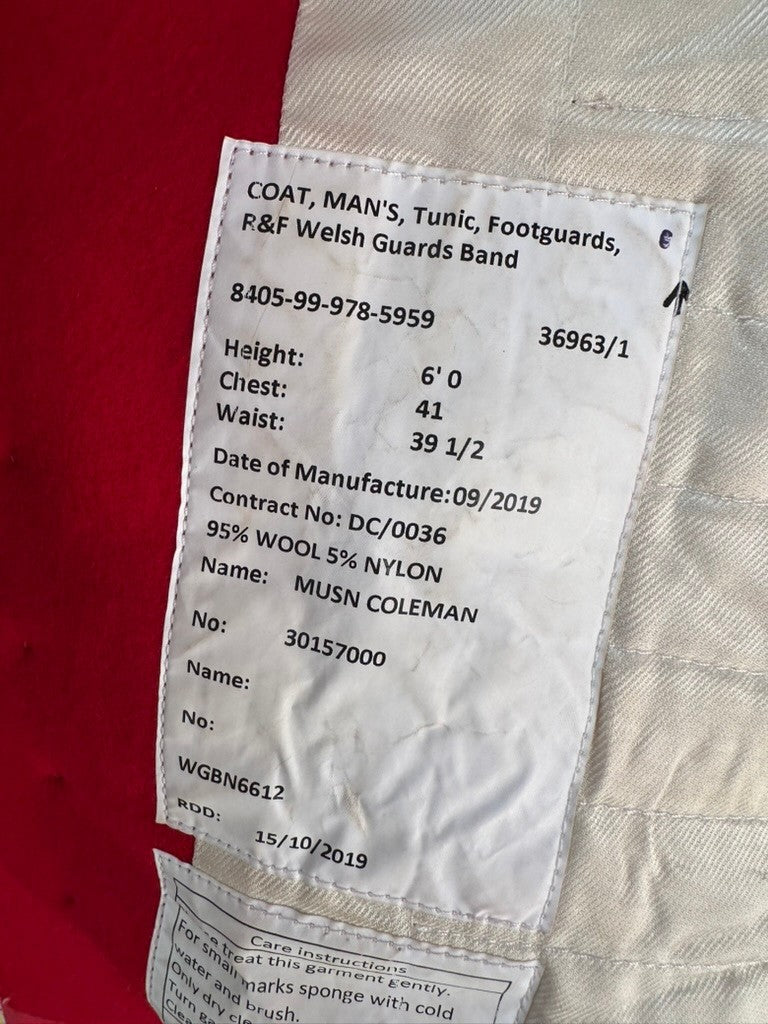 COAT, MAN'S, Tunic, Footguards,
R&F Welsh Guards Band
8405-99-978-5959
36963/1
Height: 6' 0
Chest: 41
Waist: 39 1/2
Date of Manufacture: 09/2019
Contract No: DC/0036
95% WOOL 5% NYLON
Name: MUSN COLEMAN
No: 30157000
Name:
No:
WGBN6612
RDD: 15/10/2019
Care instructions
treat this garment gently.
For small marks sponge with cold
water and brush.
Only dry
Turn